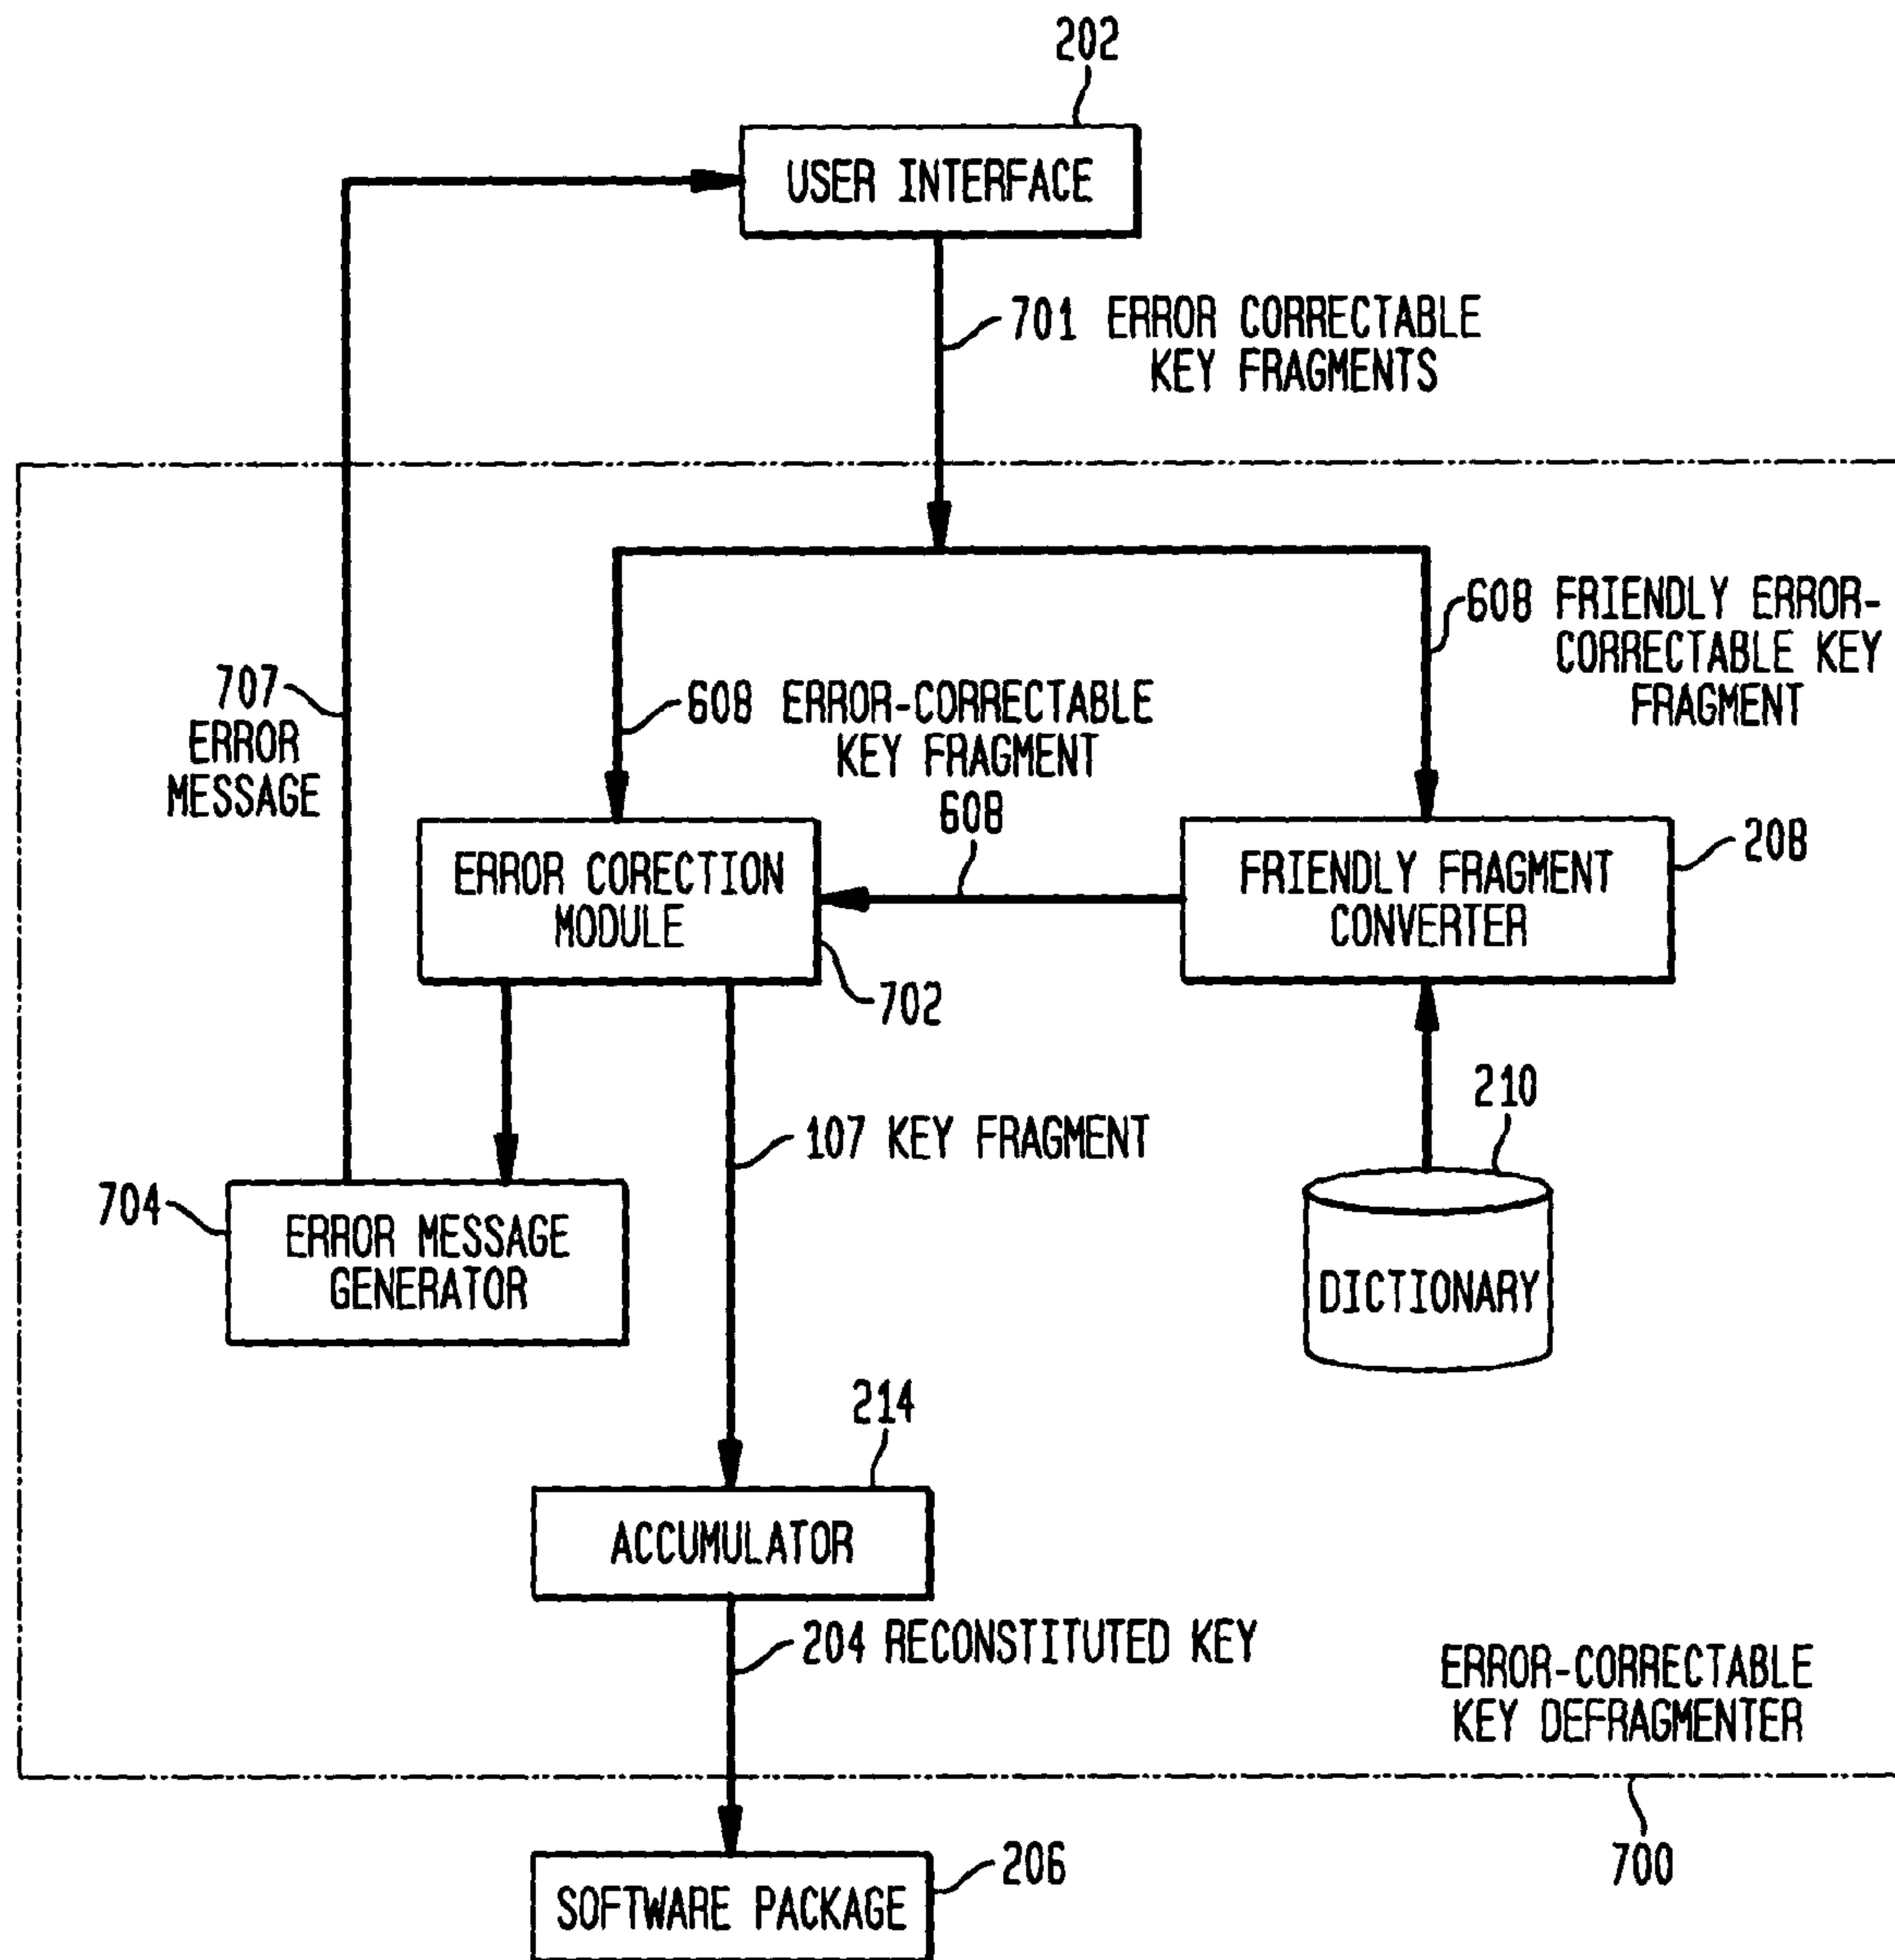 202
USER INTERFACE
701 ERROR CORRECTABLE
KEY FRAGMENTS
608 FRIENDLY ERROR-
CORRECTABLE KEY
FRAGMENT
707
ERROR
MESSAGE
608 ERROR-CORRECTABLE
KEY FRAGMENT
608
ERROR CORECTION
MODULE
702
FRIENDLY FRAGMENT
CONVERTER
208
210
DICTIONARY
107 KEY FRAGMENT
704
ERROR MESSAGE
GENERATOR
214
ACCUMULATOR
204 RECONSTITUTED KEY
ERROR-CORRECTABLE
KEY DEFRAGMENTER
700
206
SOFTWARE PACKAGE